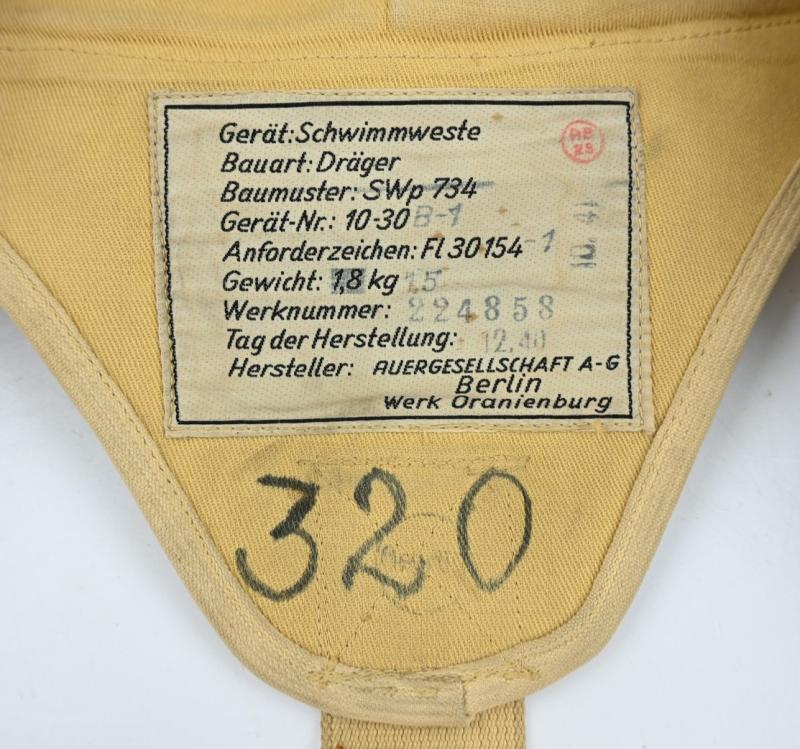 Gerät: Schwimmweste
Bauart: Dräger
Baumuster: SWp 734
Gerät-Nr.: 10-30 B-1
Anforderzeichen: Fl 30154-1
Gewicht: 1,8 kg 1,5
Werknummer: 224858
Tag der Herstellung: 12.40
Hersteller: AUERGESELLSCHAFT A-G
Berlin
Werk Oranienburg
320